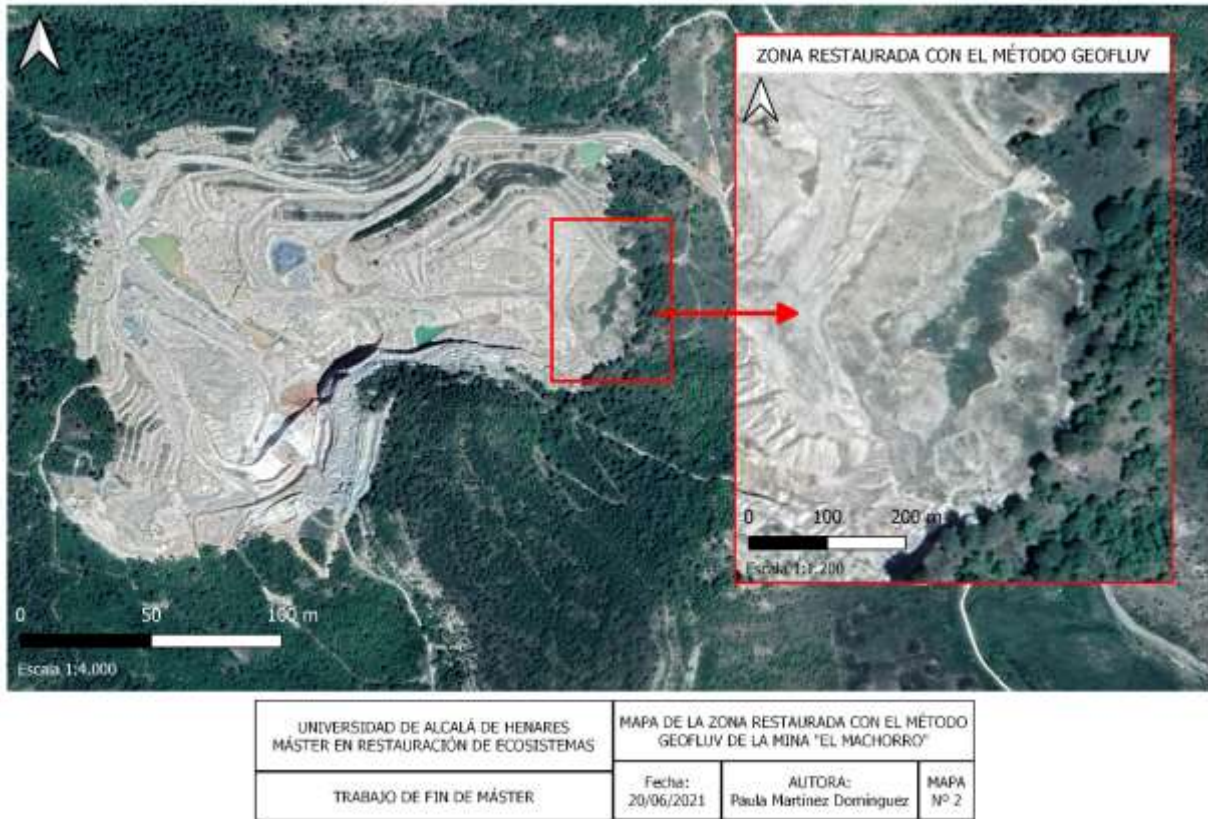 ZONA RESTAURADA CON EL MÉTODO GEOFLUV
0 100 200 m
Escala 1:1.200
0 50 100 m
Escala 1:4.000
UNIVERSIDAD DE ALCALÁ DE HENARES
MÁSTER EN RESTAURACIÓN DE ECOSISTEMAS
MAPA DE LA ZONA RESTAURADA CON EL MÉTODO
GEOFLUV DE LA MINA "EL MACHORRO"
TRABAJO DE FIN DE MÁSTER
Fecha:
20/06/2021
AUTORA:
Paula Martínez Domínguez
MAPA
Nº 2